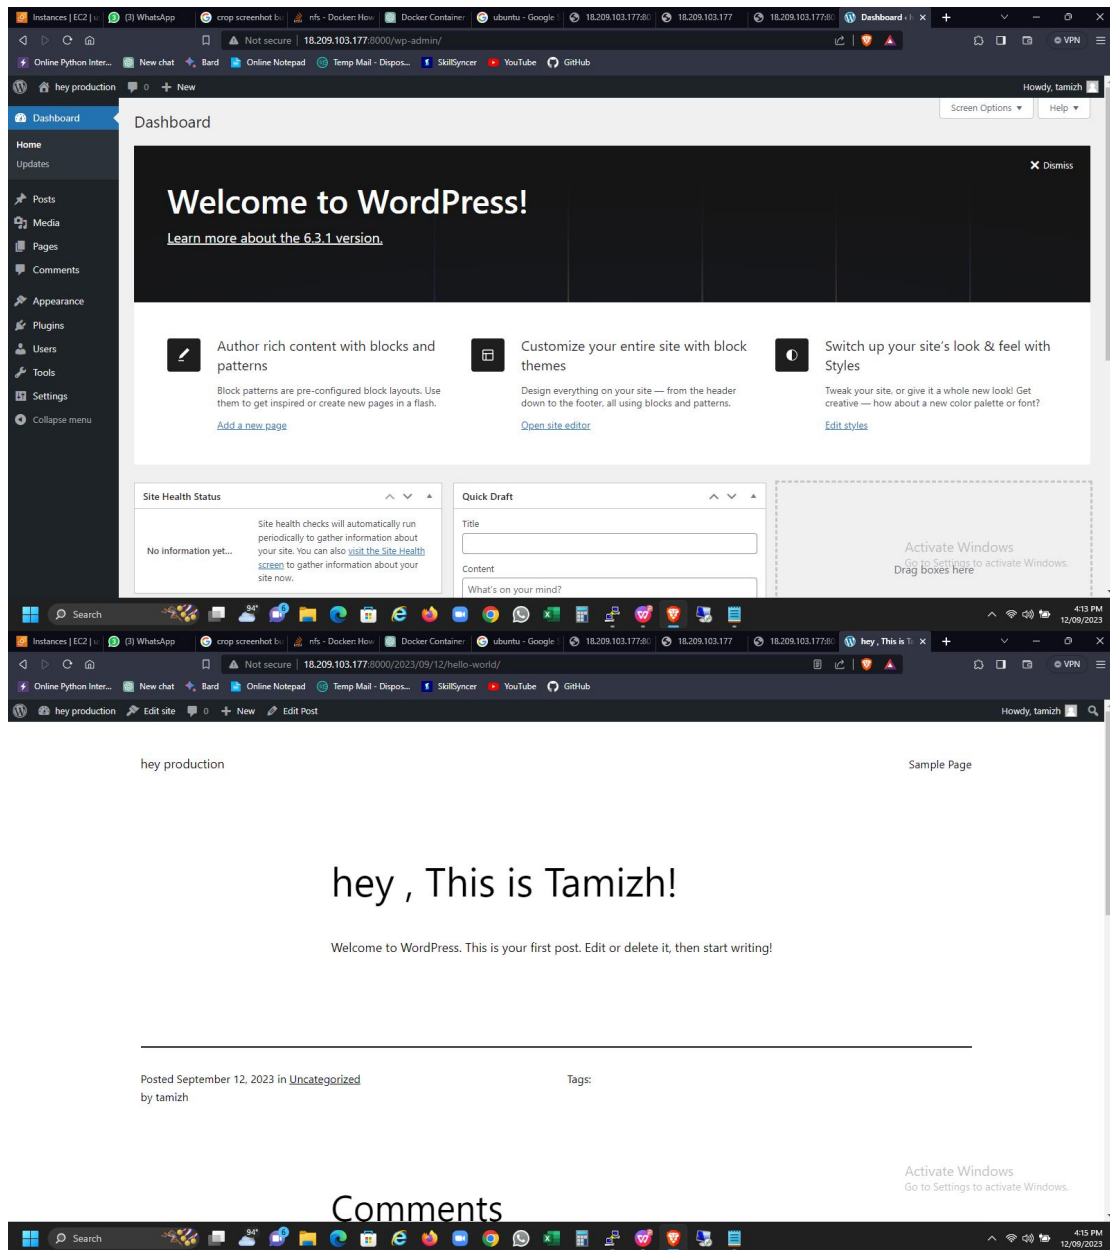 Instances | EC2 | u
(3) WhatsApp
crop screenhot bu
nfs - Docker: How
Docker Container
ubuntu - Google S
18.209.103.177:80
18.209.103.177
18.209.103.177:80
Dashboard ‹ h
Not secure | 18.209.103.177:8000/wp-admin/
VPN
Online Python Inter...
New chat
Bard
Online Notepad
Temp Mail - Dispos...
SkillSyncer
YouTube
GitHub
hey production
0
+ New
Howdy, tamizh
Dashboard
Home
Updates
Posts
Media
Pages
Comments
Appearance
Plugins
Users
Tools
Settings
Collapse menu
Screen Options
Help
Dashboard
Dismiss
Welcome to WordPress!
Learn more about the 6.3.1 version.
Author rich content with blocks and
patterns
Block patterns are pre-configured block layouts. Use
them to get inspired or create new pages in a flash.
Add a new page
Customize your entire site with block
themes
Design everything on your site — from the header
down to the footer, all using blocks and patterns.
Open site editor
Switch up your site's look & feel with
Styles
Tweak your site, or give it a whole new look! Get
creative — how about a new color palette or font?
Edit styles
Site Health Status
No information yet...
Site health checks will automatically run
periodically to gather information about
your site. You can also visit the Site Health
screen to gather information about your
site now.
Quick Draft
Title
Content
What's on your mind?
Drag boxes here
Activate Windows
Go to Settings to activate Windows.
Search
94°
6
4:13 PM
12/09/2023
Instances | EC2 | u
(3) WhatsApp
crop screenhot bu
nfs - Docker: How
Docker Container
ubuntu - Google S
18.209.103.177:80
18.209.103.177
18.209.103.177:80
hey , This is T
Not secure | 18.209.103.177:8000/2023/09/12/hello-world/
VPN
Online Python Inter...
New chat
Bard
Online Notepad
Temp Mail - Dispos...
SkillSyncer
YouTube
GitHub
hey production
Edit site
0
+ New
Edit Post
Howdy, tamizh
hey production
Sample Page
hey , This is Tamizh!
Welcome to WordPress. This is your first post. Edit or delete it, then start writing!
Posted September 12, 2023 in Uncategorized
by tamizh
Tags:
Comments
Activate Windows
Go to Settings to activate Windows.
Search
94°
6
4:15 PM
12/09/2023